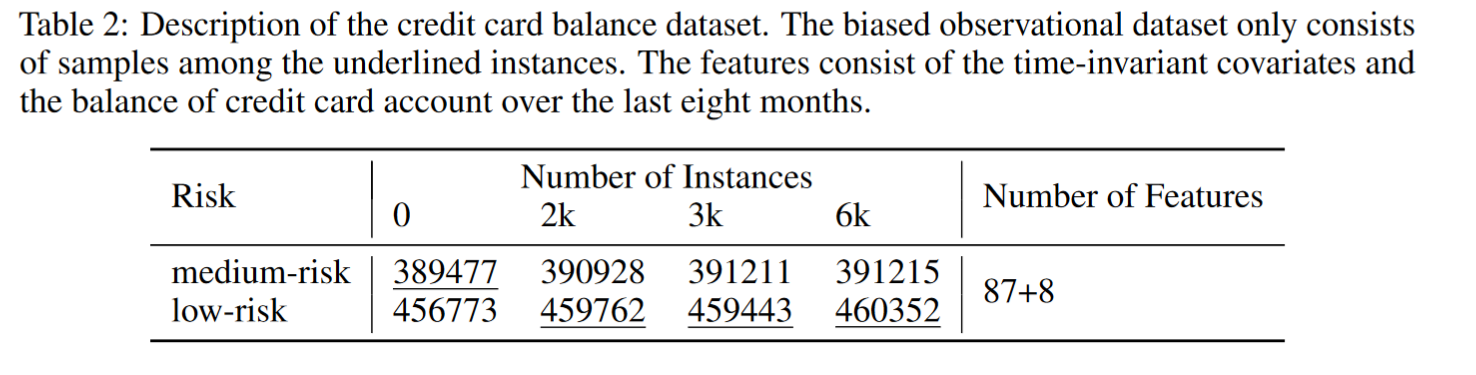 Table 2: Description of the credit card balance dataset. The biased observational dataset only consists
of samples among the underlined instances. The features consist of the time-invariant covariates and
the balance of credit card account over the last eight months.
Risk Number of Instances Number of Features
0 2k 3k 6k
medium-risk 389477 390928 391211 391215 87+8
low-risk 456773 459762 459443 460352